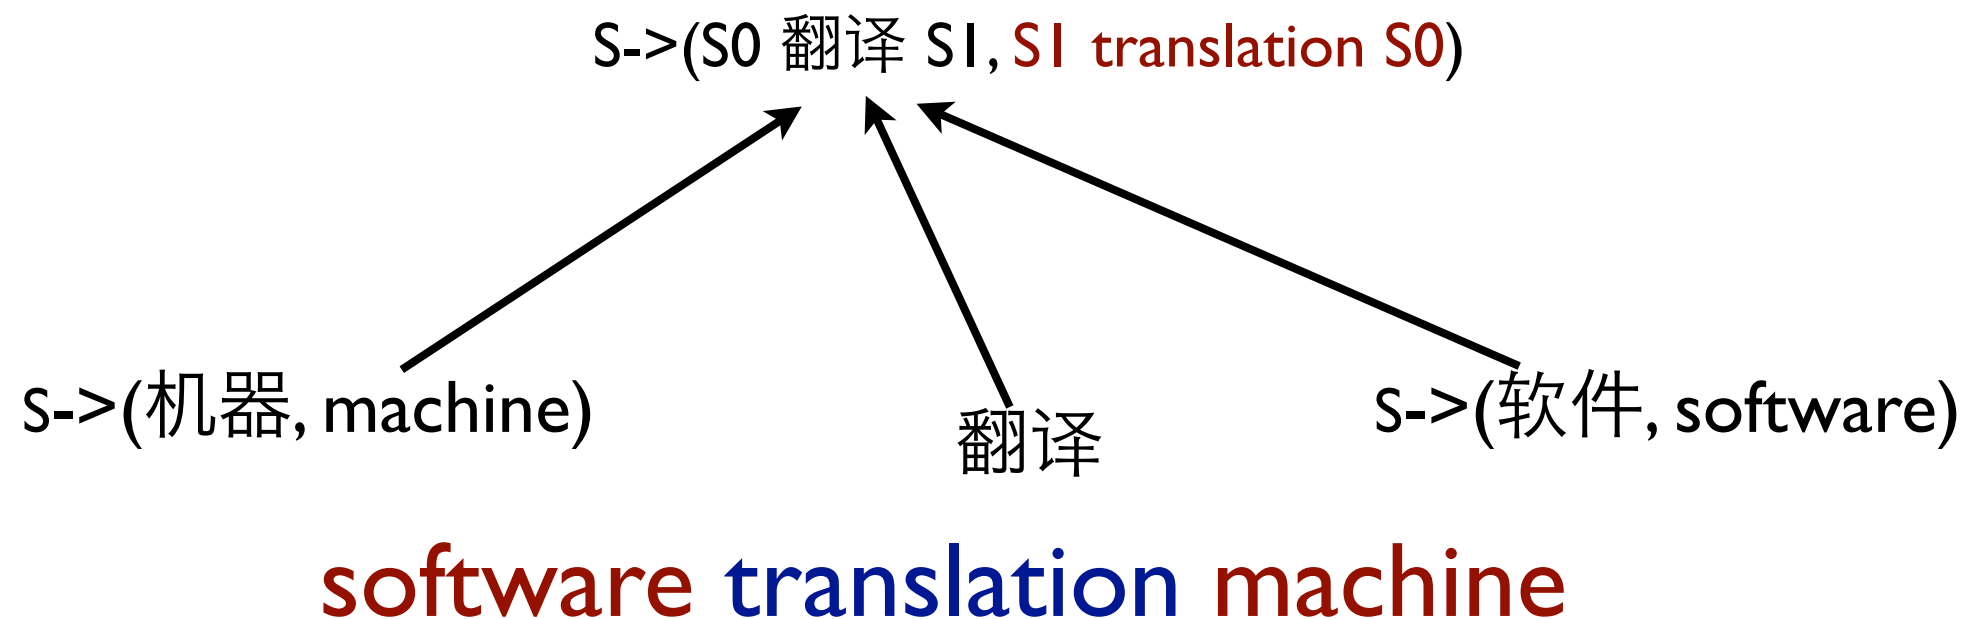 S->(S0 翻译 S1, S1 translation S0)
S->(机器, machine)
翻译
S->(软件, software)
software translation machine